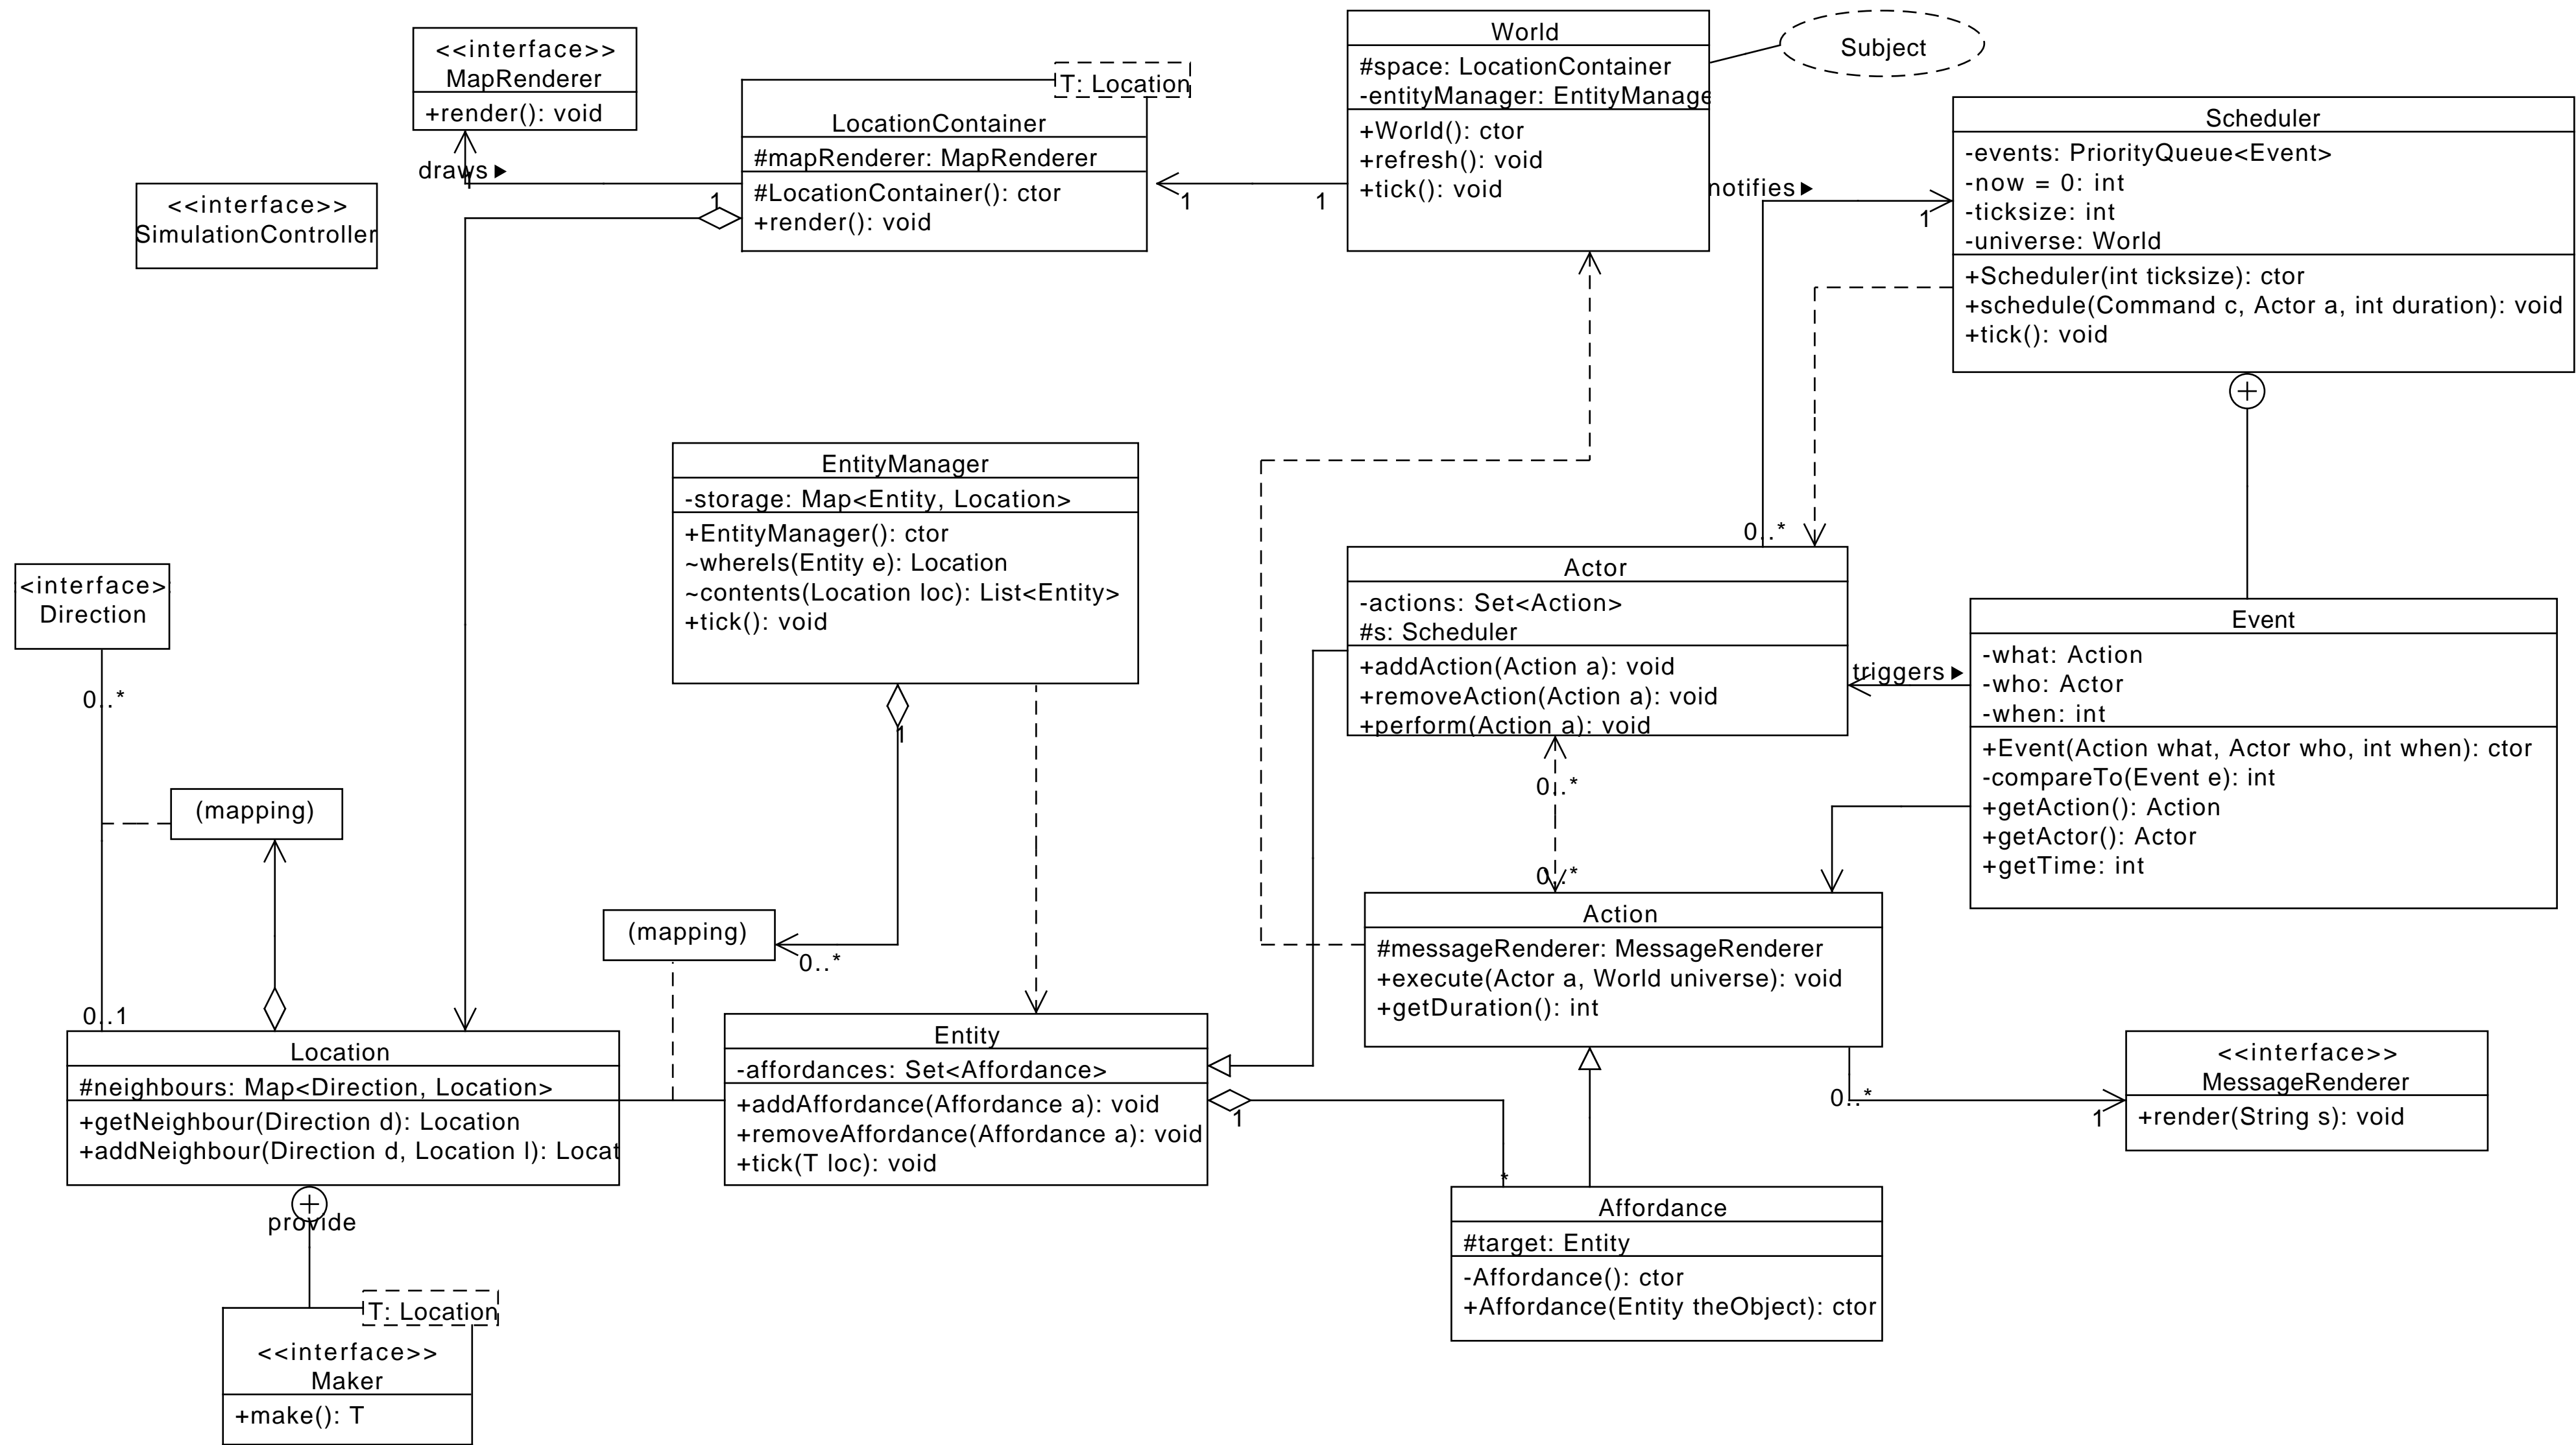 <<interface>>
MapRenderer
+render(): void
draws▶
1
<<interface>>
SimulationController
T: Location
LocationContainer
#mapRenderer: MapRenderer
#LocationContainer(): ctor
+render(): void
1
1
1
World
#space: LocationContainer
-entityManager: EntityManage
+World(): ctor
+refresh(): void
+tick(): void
Subject
notifies▶
1
Scheduler
-events: PriorityQueue<Event>
-now = 0: int
-ticksize: int
-universe: World
+Scheduler(int ticksize): ctor
+schedule(Command c, Actor a, int duration): void
+tick(): void
EntityManager
-storage: Map<Entity, Location>
+EntityManager(): ctor
~whereIs(Entity e): Location
~contents(Location loc): List<Entity>
+tick(): void
1
0..*
Actor
-actions: Set<Action>
#s: Scheduler
+addAction(Action a): void
+removeAction(Action a): void
+perform(Action a): void
triggers▶
Event
-what: Action
-who: Actor
-when: int
+Event(Action what, Actor who, int when): ctor
-compareTo(Event e): int
+getAction(): Action
+getActor(): Actor
+getTime: int
<interface>
Direction
0..*
(mapping)
0..1
(mapping)
0..*
0..*
0..*
Action
#messageRenderer: MessageRenderer
+execute(Actor a, World universe): void
+getDuration(): int
Location
#neighbours: Map<Direction, Location>
+getNeighbour(Direction d): Location
+addNeighbour(Direction d, Location l): Locat
Entity
-affordances: Set<Affordance>
+addAffordance(Affordance a): void
+removeAffordance(Affordance a): void
+tick(T loc): void
1
*
0..*
1
<<interface>>
MessageRenderer
+render(String s): void
Affordance
#target: Entity
-Affordance(): ctor
+Affordance(Entity theObject): ctor
provide
T: Location
<<interface>>
Maker
+make(): T